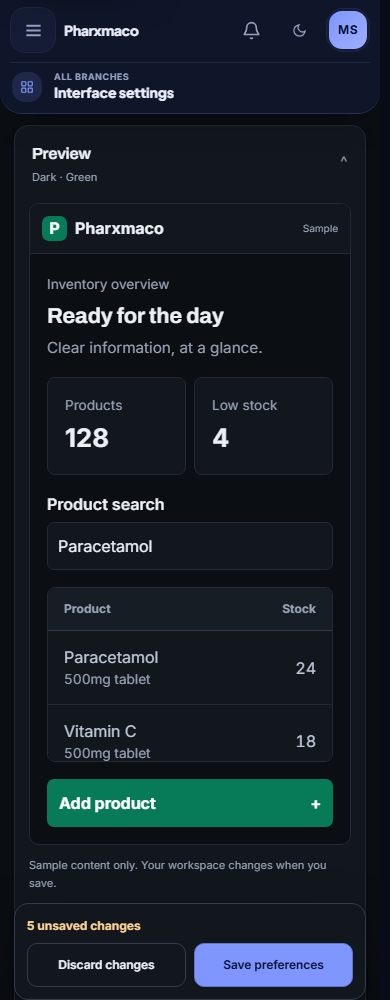 Pharxmaco
MS
ALL BRANCHES
Interface settings
Preview
^
Dark · Green
P Pharxmaco
Sample
Inventory overview
Ready for the day
Clear information, at a glance.
Products Low stock
128 4
Product search
Paracetamol
Product Stock
Paracetamol
500mg tablet
24
Vitamin C
500mg tablet
18
Add product +
Sample content only. Your workspace changes when you
save.
5 unsaved changes
Discard changes Save preferences